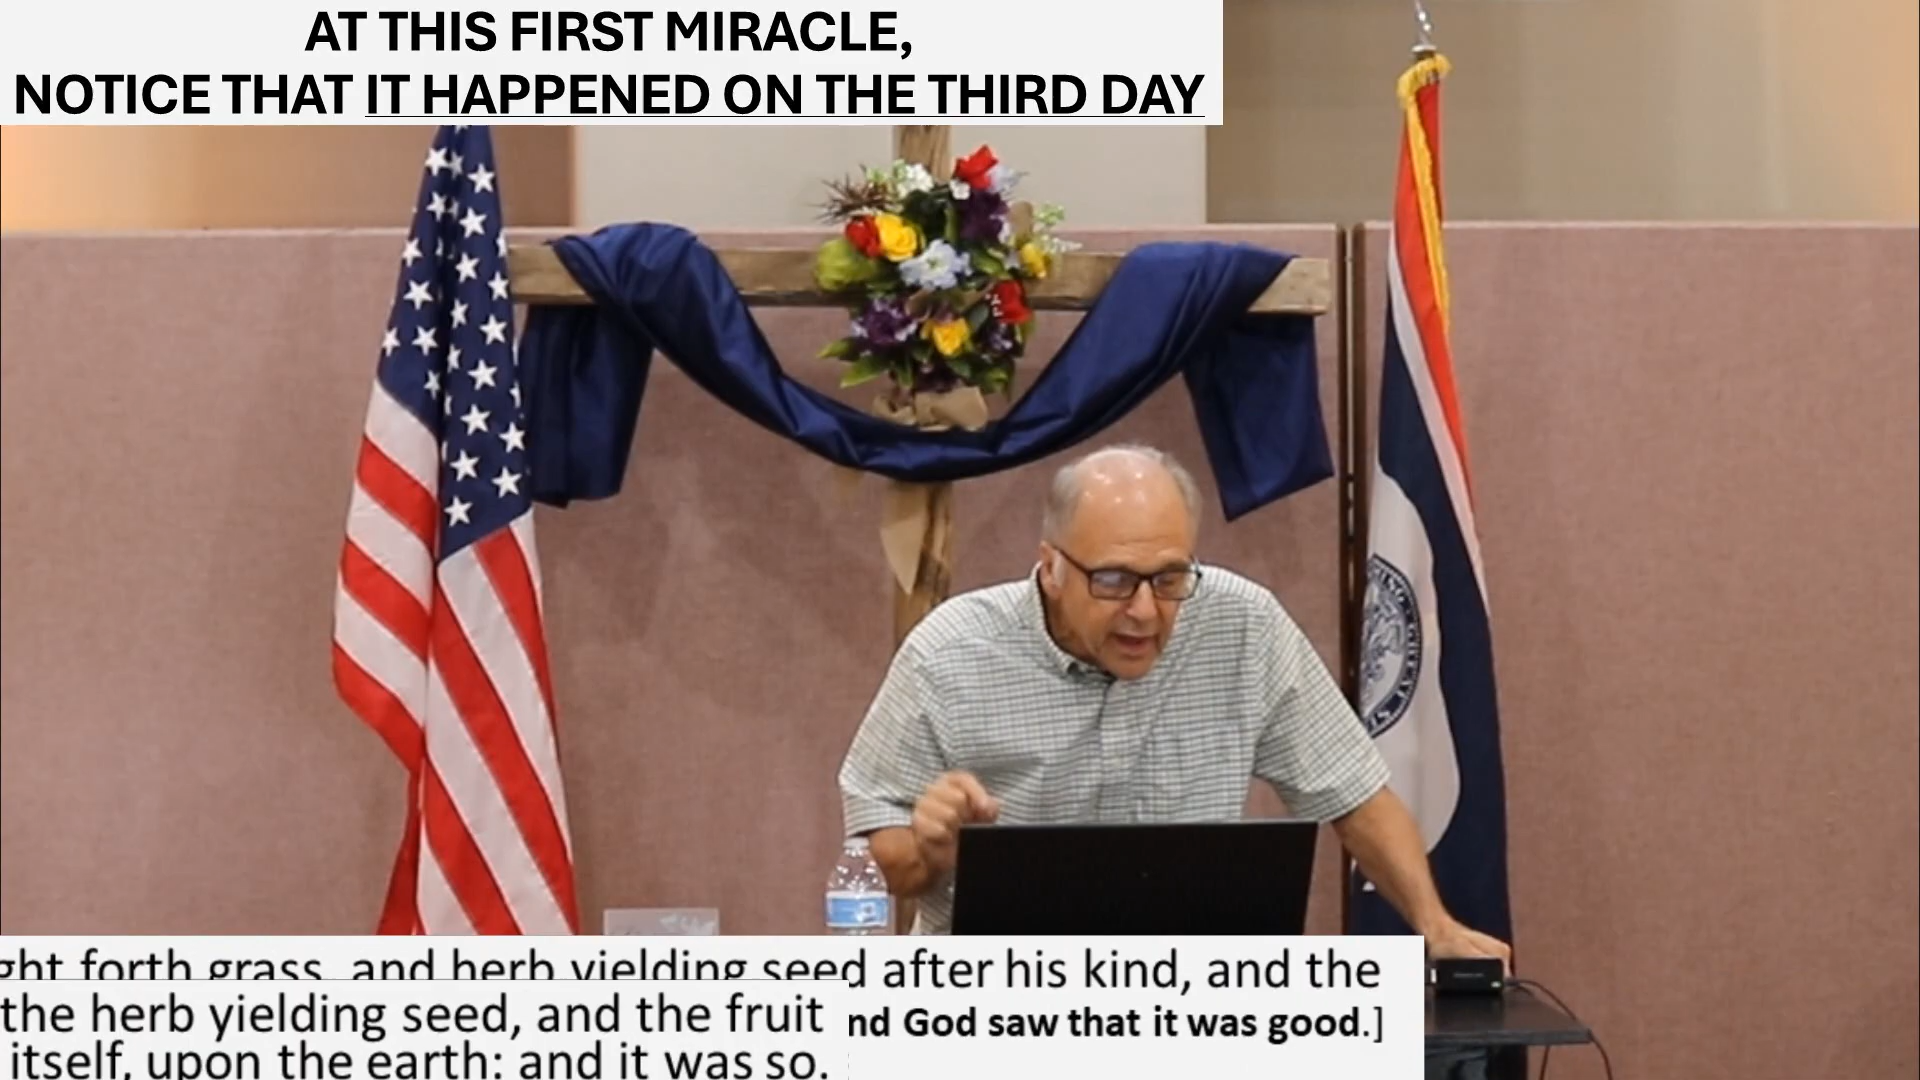 AT THIS FIRST MIRACLE,
NOTICE THAT IT HAPPENED ON THE THIRD DAY
ght forth grass, and herb yielding seed after his kind, and the
the herb yielding seed, and the fruit
nd God saw that it was good.]
itself, upon the earth: and it was so.